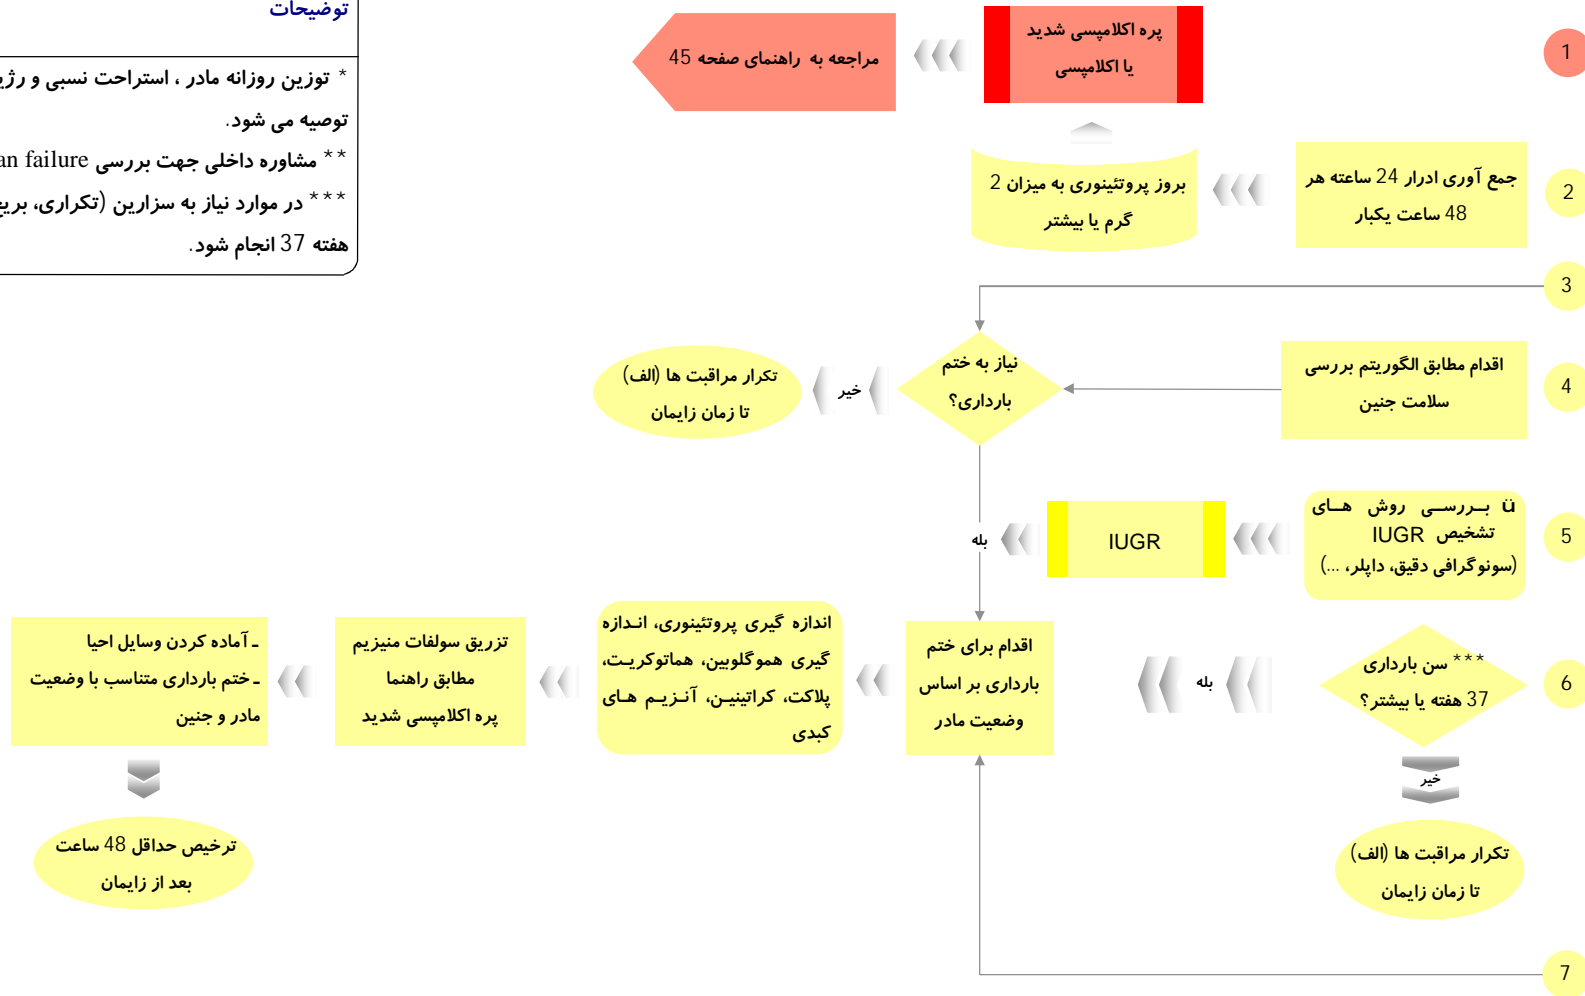 توضیحات
* توزین روزانه مادر ، استراحت نسبی و
توصیه می شود.
** مشاوره داخلی جهت بررسی failure
*** در موارد نیاز به سزارین (تکراری،
هفته 37 انجام شود.
1
پره اکلامپسی شدید
یا اکلامپسی
مراجعه به راهنمای صفحه 45
2
جمع آوری ادرار 24 ساعته هر
48 ساعت یکبار
بروز پروتئینوری به میزان 2
گرم یا بیشتر
3
4
اقدام مطابق الگوریتم بررسی
سلامت جنین
نیاز به ختم
بارداری؟
خیر
تکرار مراقبت ها (الف)
تا زمان زایمان
5
ü بررسی روش های
تشخیص IUGR
(سونوگرافی دقیق، داپلر، ...)
IUGR
بله
6
*** سن بارداری
37 هفته یا بیشتر؟
بله
خیر
تکرار مراقبت ها (الف)
تا زمان زایمان
اقدام برای ختم
بارداری بر اساس
وضعیت مادر
اندازه گیری پروتئینوری، اندازه
گیری هموگلوبین، هماتوکریت،
پلاکت، کراتینین، آنزیم های
کبدی
تزریق سولفات منیزیم
مطابق راهنما
پره اکلامپسی شدید
ـ آماده کردن وسایل احیا
ـ ختم بارداری متناسب با وضعیت
مادر و جنین
ترخیص حداقل 48 ساعت
بعد از زایمان
7